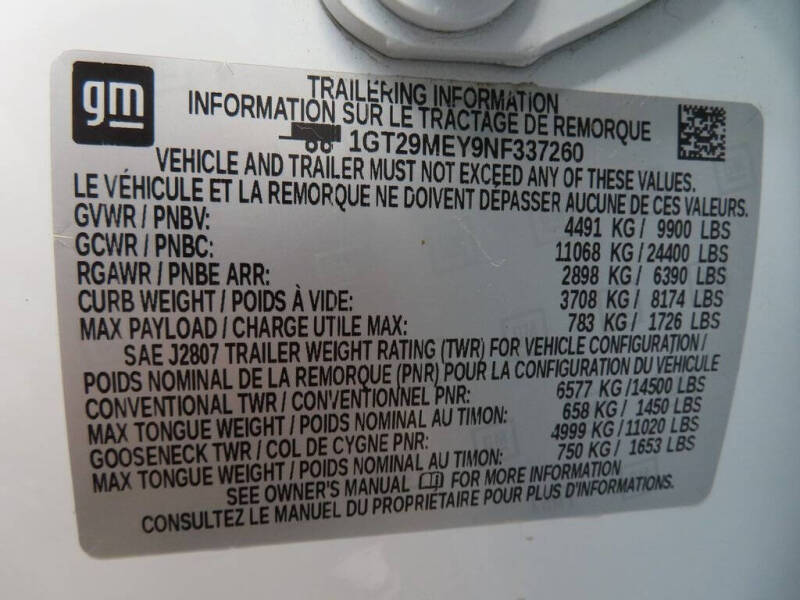 gm
TRAILERING INFORMATION
INFORMATION SUR LE TRACTAGE DE REMORQUE
1GT29MEY9NF337260
VEHICLE AND TRAILER MUST NOT EXCEED ANY OF THESE VALUES.
LE VÉHICULE ET LA REMORQUE NE DOIVENT DÉPASSER AUCUNE DE CES VALEURS.
GVWR / PNBV: 4491 KG / 9900 LBS
GCWR / PNBC: 11068 KG / 24400 LBS
RGAWR / PNBE ARR: 2898 KG / 6390 LBS
CURB WEIGHT / POIDS À VIDE: 3708 KG / 8174 LBS
MAX PAYLOAD / CHARGE UTILE MAX: 783 KG / 1726 LBS
SAE J2807 TRAILER WEIGHT RATING (TWR) FOR VEHICLE CONFIGURATION /
POIDS NOMINAL DE LA REMORQUE (PNR) POUR LA CONFIGURATION DU VÉHICULE
CONVENTIONAL TWR / CONVENTIONNEL PNR: 6577 KG / 14500 LBS
MAX TONGUE WEIGHT / POIDS NOMINAL AU TIMON: 658 KG / 1450 LBS
GOOSENECK TWR / COL DE CYGNE PNR: 4999 KG / 11020 LBS
MAX TONGUE WEIGHT / POIDS NOMINAL AU TIMON: 750 KG / 1653 LBS
SEE OWNER'S MANUAL FOR MORE INFORMATION
CONSULTEZ LE MANUEL DU PROPRIÉTAIRE POUR PLUS D'INFORMATIONS.